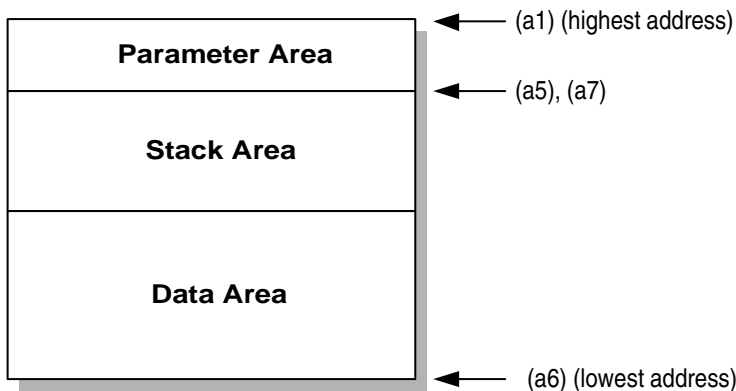 (a1) (highest address)
Parameter Area
(a5), (a7)
Stack Area
Data Area
(a6) (lowest address)